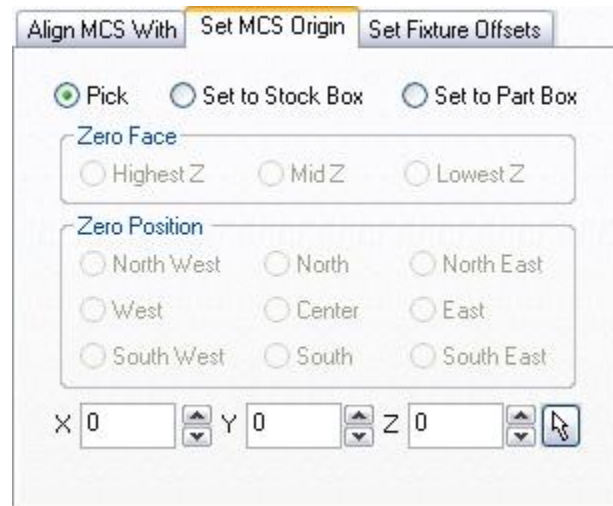 Align MCS With Set MCS Origin Set Fixture Offsets
Pick Set to Stock Box Set to Part Box
Zero Face
Highest Z Mid Z Lowest Z
Zero Position
North West North North East
West Center East
South West South South East
X 0 Y 0 Z 0